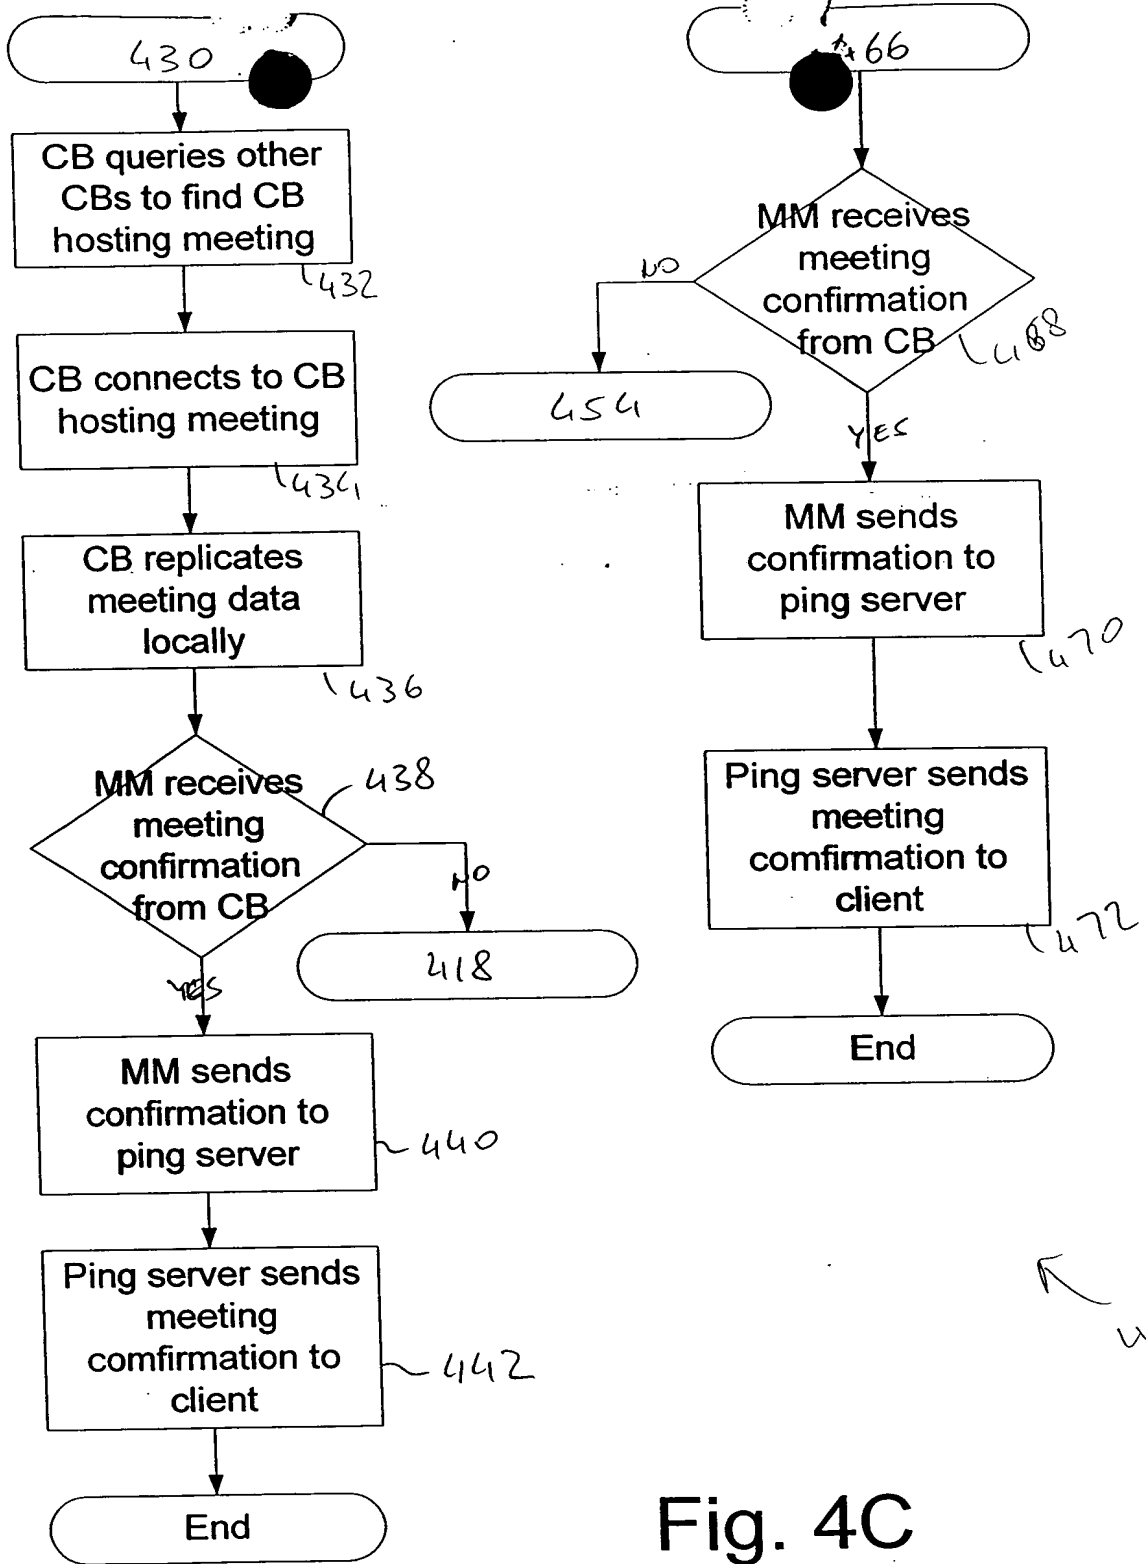 430
CB queries other
CBs to find CB
hosting meeting
432
CB connects to CB
hosting meeting
434
CB replicates
meeting data
locally
436
MM receives
meeting
confirmation
from CB
438
NO
418
YES
MM sends
confirmation to
ping server
440
Ping server sends
meeting
comfirmation to
client
442
End
466
MM receives
meeting
confirmation
from CB
NO
454
YES
MM sends
confirmation to
ping server
470
Ping server sends
meeting
comfirmation to
client
472
End
Fig. 4C